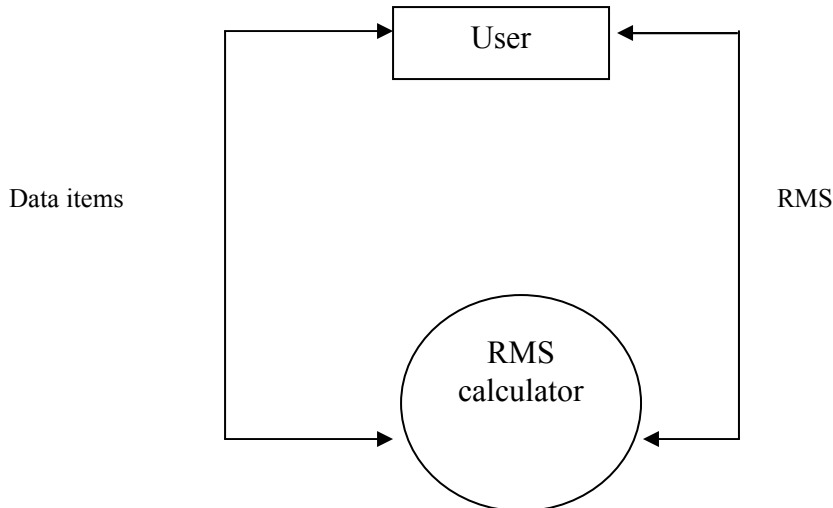 User
Data items
RMS
RMS
calculator